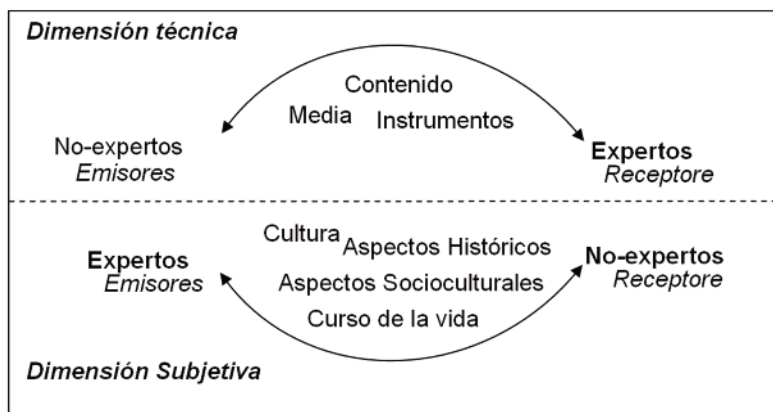 Dimensión técnica
Contenido
Media Instrumentos
No-expertos
Emisores
Expertos
Receptore
Cultura
Aspectos Históricos
Expertos
Emisores
No-expertos
Receptore
Aspectos Socioculturales
Curso de la vida
Dimensión Subjetiva